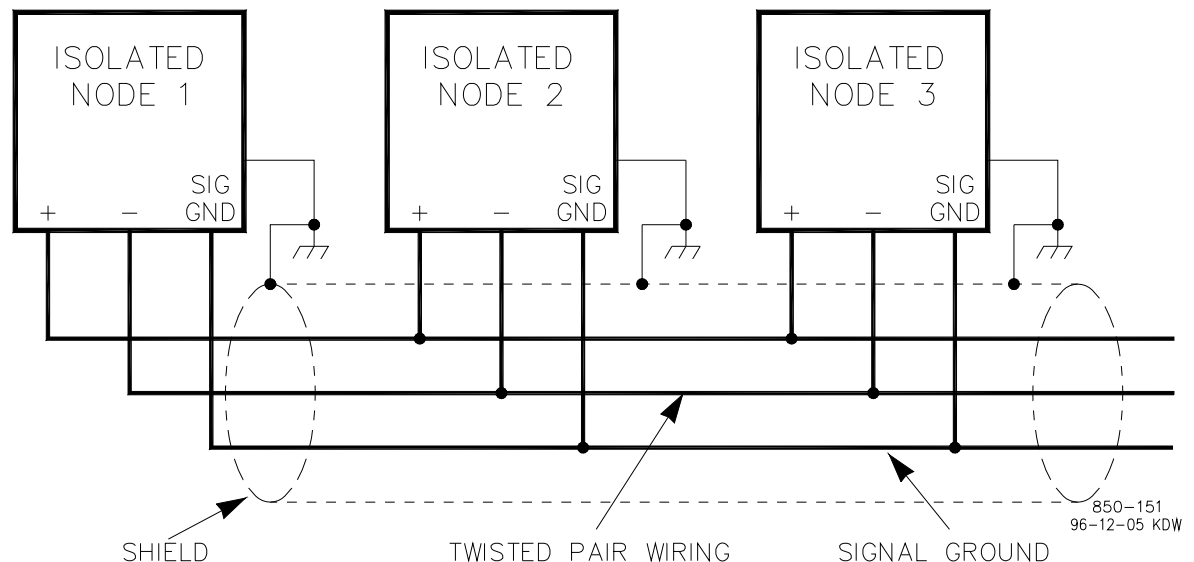 ISOLATED
NODE 1
SIG
GND
+
−
ISOLATED
NODE 2
SIG
GND
+
−
ISOLATED
NODE 3
SIG
GND
+
−
850-151
96-12-05 KDW
SHIELD
TWISTED PAIR WIRING
SIGNAL GROUND